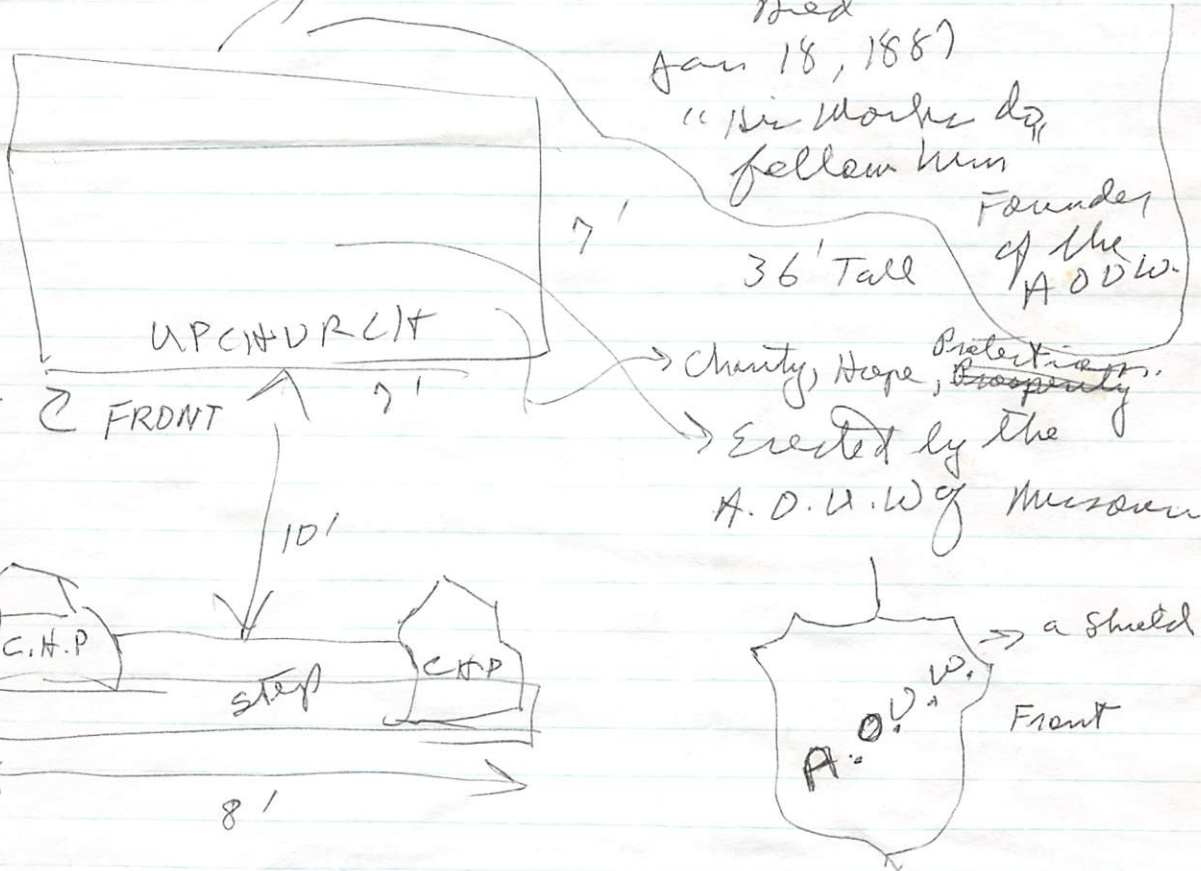 Died
Jan 18, 1887
"His Works do
follow him"
Founder
of the
A O U W.
36' Tall
7'
UPCHURCH
7'
FRONT
Charity, Hope, Protection.
Prosperity
Erected by the
A. O. U. W of Missouri
10'
C.H.P
Step
CHP
8'
a Shield
A. O. U. W.
Front